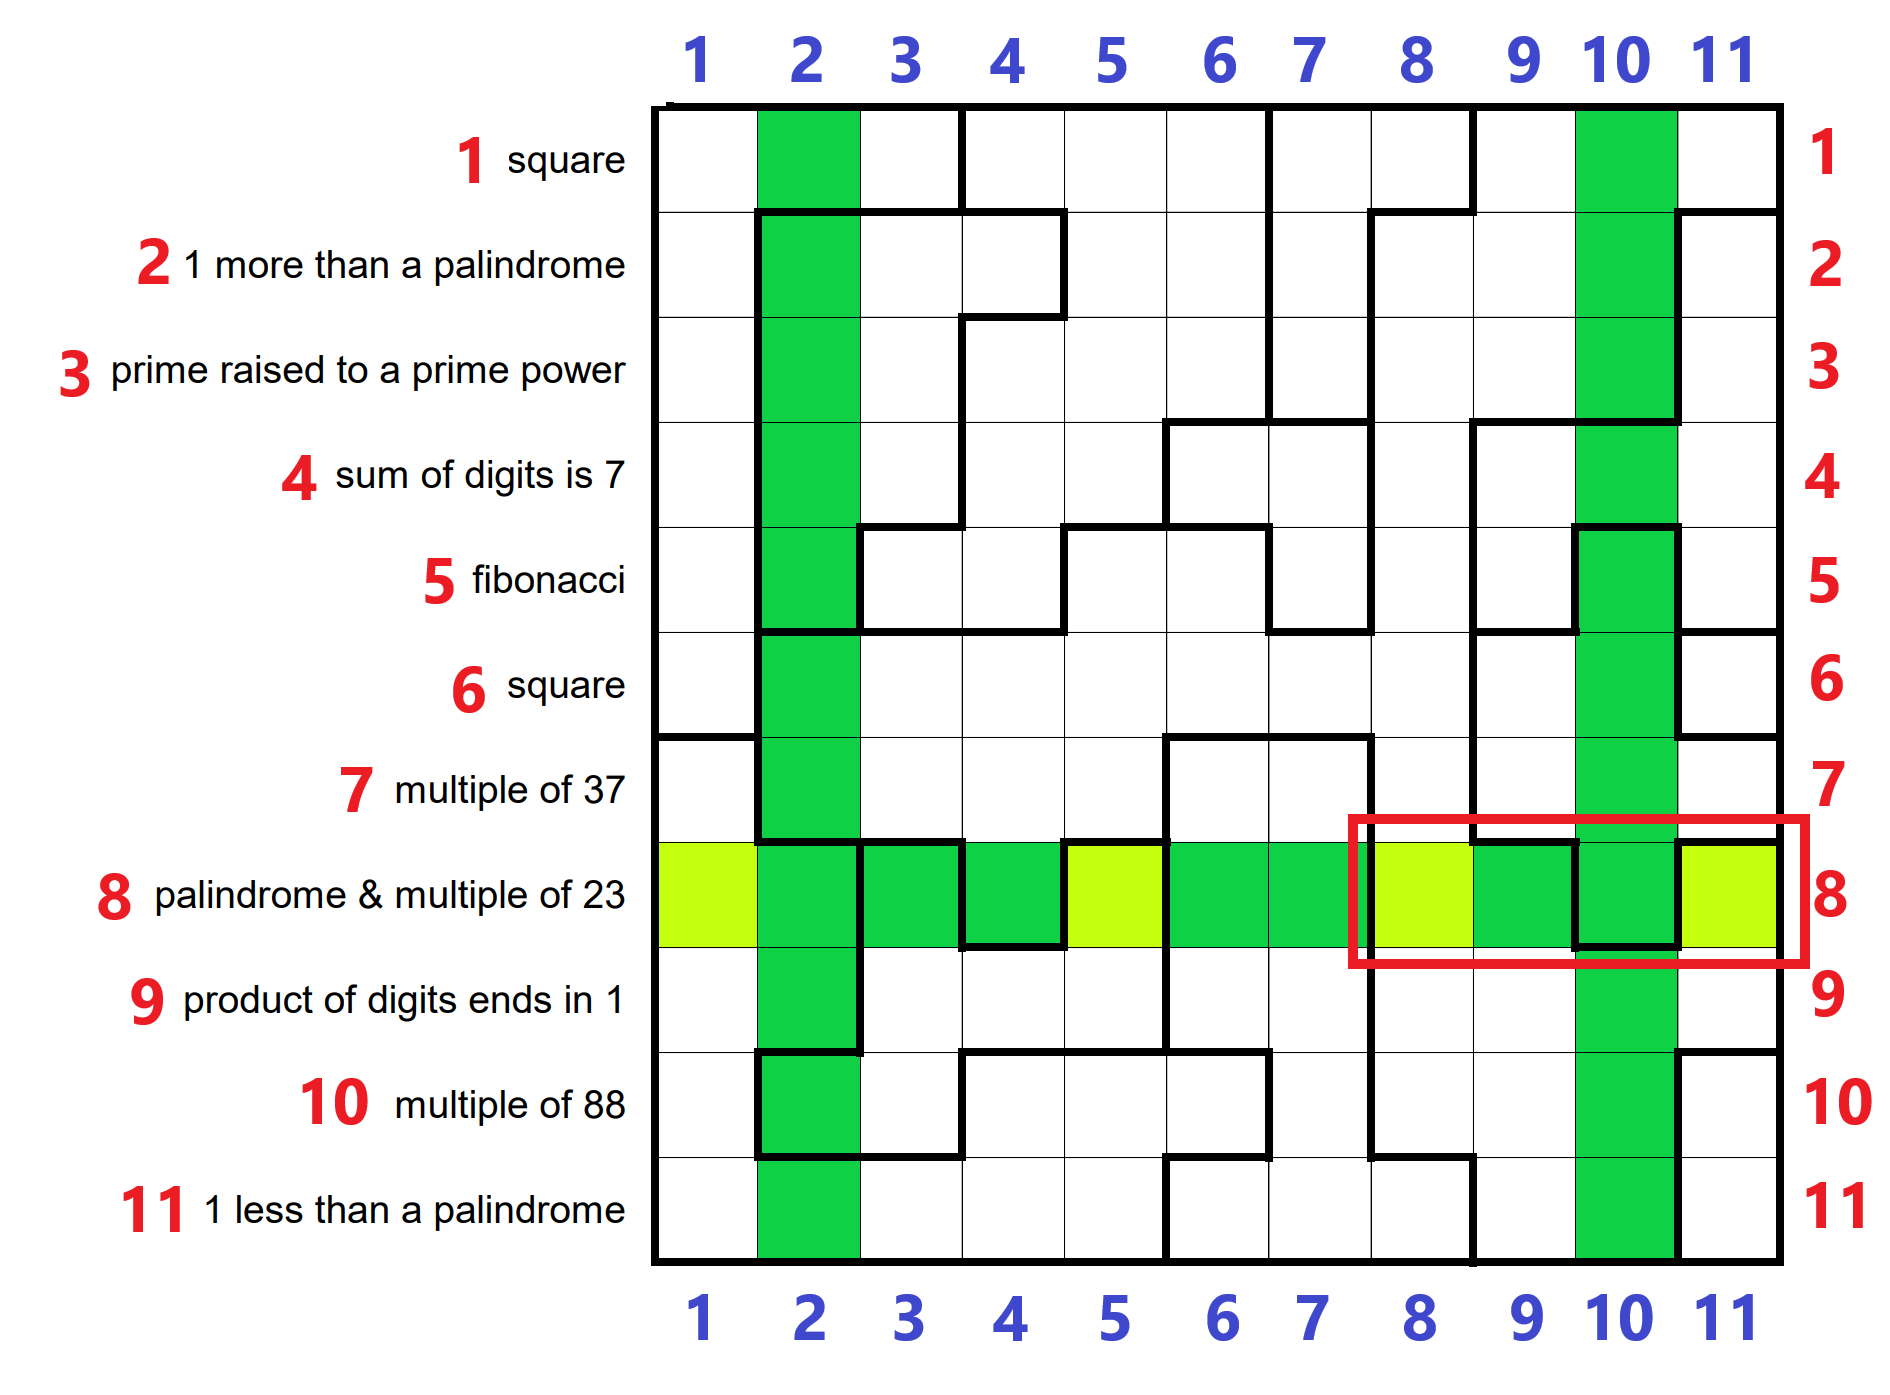 1 2 3 4 5 6 7 8 9 10 11
1 square 1
2 1 more than a palindrome 2
3 prime raised to a prime power 3
4 sum of digits is 7 4
5 fibonacci 5
6 square 6
7 multiple of 37 7
8 palindrome & multiple of 23 8
9 product of digits ends in 1 9
10 multiple of 88 10
11 1 less than a palindrome 11
1 2 3 4 5 6 7 8 9 10 11